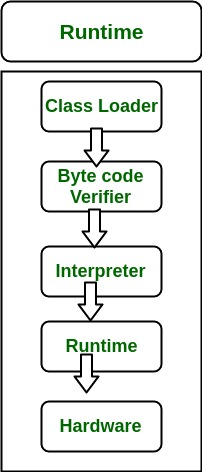 Runtime
Class Loader
Byte code
Verifier
Interpreter
Runtime
Hardware